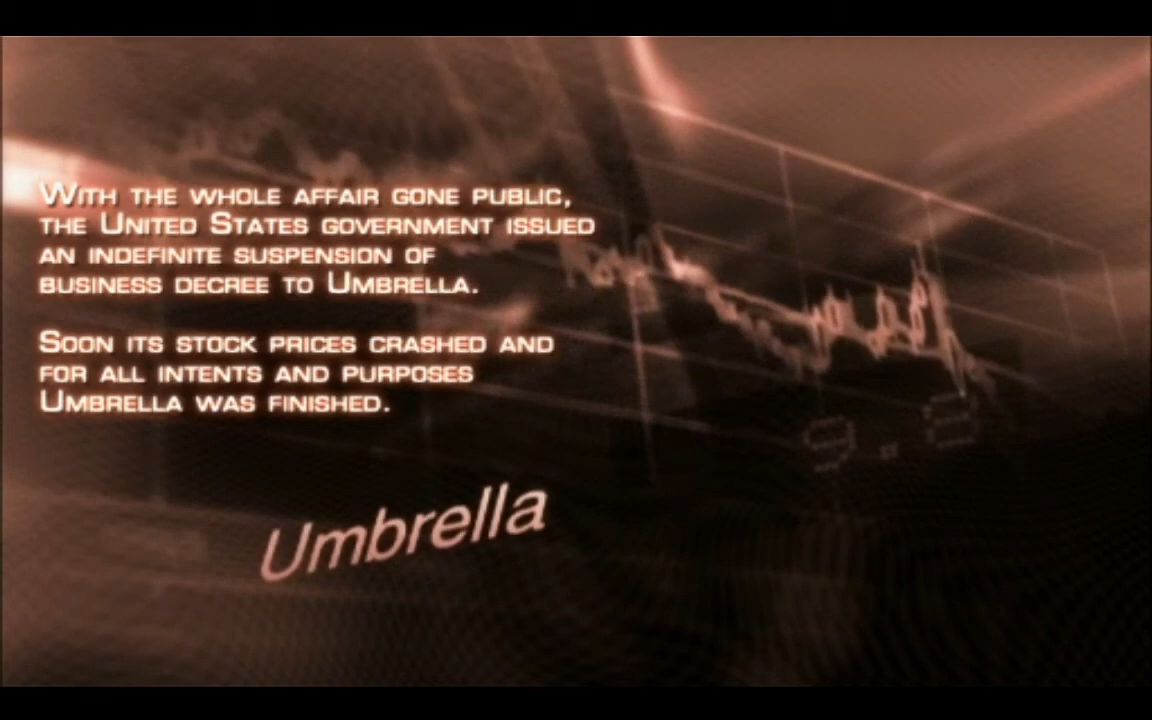 With the whole affair gone public,
the United States government issued
an indefinite suspension of
business decree to Umbrella.
Soon its stock prices crashed and
for all intents and purposes
Umbrella was finished.
Umbrella